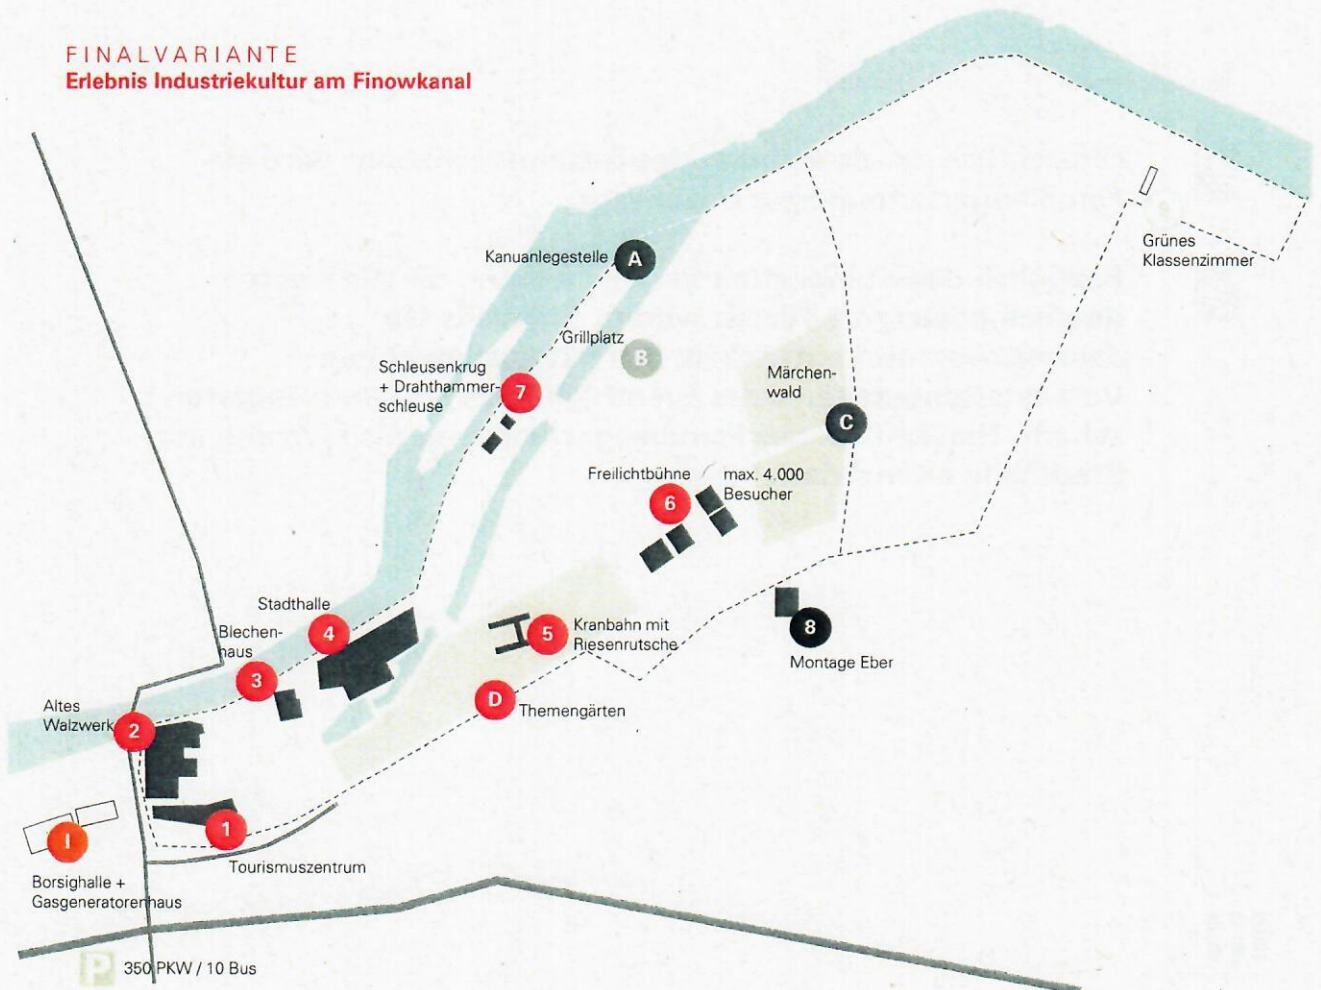 FINALVARIANTE
Erlebnis Industriekultur am Finowkanal
Grünes
Klassenzimmer
Kanuanlegestelle
A
Grillplatz
B
Schleusenkrug
+ Drahthammer-
schleuse
7
Märchen-
wald
C
Freilichtbühne
6
max. 4.000
Besucher
Stadthalle
4
Blechen-
haus
3
5
Kranbahn mit
Riesenrutsche
8
Montage Eber
D
Themengärten
Altes
Walzwerk
2
1
Tourismuszentrum
I
Borsighalle +
Gasgeneratorenhaus
P
350 PKW / 10 Bus